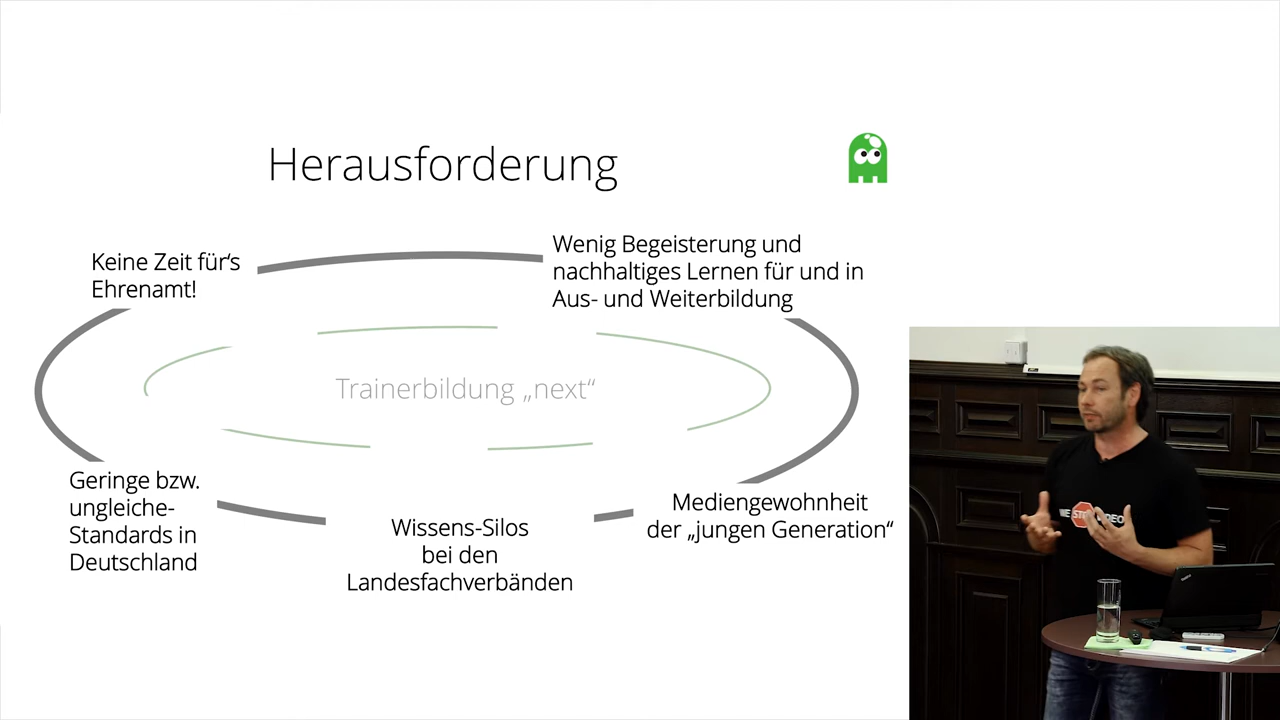 Herausforderung
Keine Zeit für‘s
Ehrenamt!
Wenig Begeisterung und
nachhaltiges Lernen für und in
Aus- und Weiterbildung
Trainerbildung „next“
Geringe bzw.
ungleiche-
Standards in
Deutschland
Wissens-Silos
bei den
Landesfachverbänden
Mediengewohnheit
der „jungen Generation“